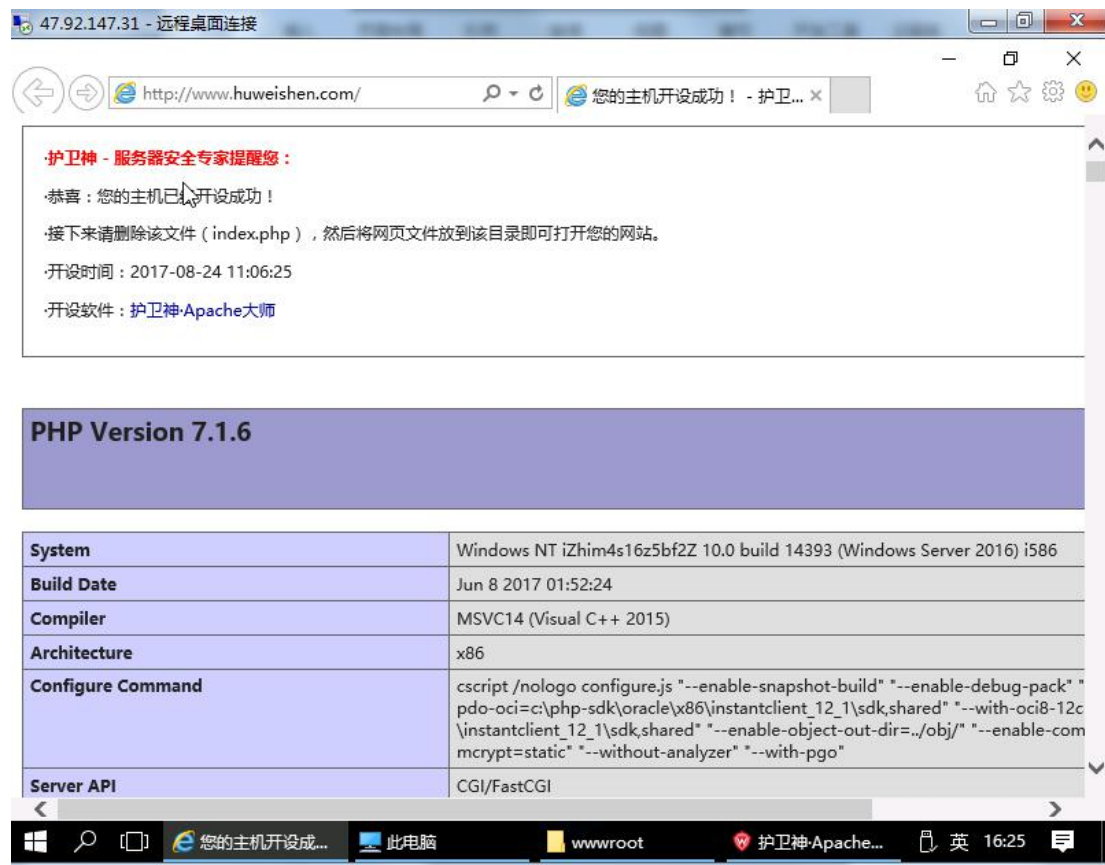 47.92.147.31 - 远程桌面连接
http://www.huweishen.com/
您的主机开设成功！ - 护卫...
·护卫神 - 服务器安全专家提醒您：
·恭喜：您的主机已经开设成功！
·接下来请删除该文件（index.php），然后将网页文件放到该目录即可打开您的网站。
·开设时间：2017-08-24 11:06:25
·开设软件：护卫神·Apache大师
PHP Version 7.1.6
System Windows NT iZhim4s16z5bf2Z 10.0 build 14393 (Windows Server 2016) i586
Build Date Jun 8 2017 01:52:24
Compiler MSVC14 (Visual C++ 2015)
Architecture x86
Configure Command cscript /nologo configure.js "--enable-snapshot-build" "--enable-debug-pack" "
pdo-oci=c:\php-sdk\oracle\x86\instantclient_12_1\sdk,shared" "--with-oci8-12c
\instantclient_12_1\sdk,shared" "--enable-object-out-dir=../obj/" "--enable-com
mcrypt=static" "--without-analyzer" "--with-pgo"
Server API CGI/FastCGI
您的主机开设成... 此电脑 wwwroot 护卫神·Apache... 英 16:25